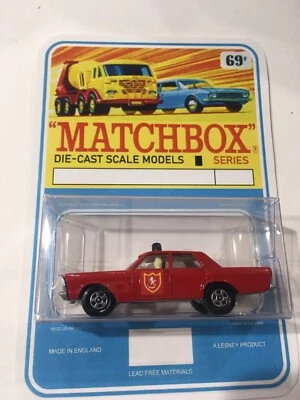 69¢
"MATCHBOX"®
DIE-CAST SCALE MODELS SERIES
MADE IN ENGLAND
A LESNEY PRODUCT
LEAD FREE MATERIALS